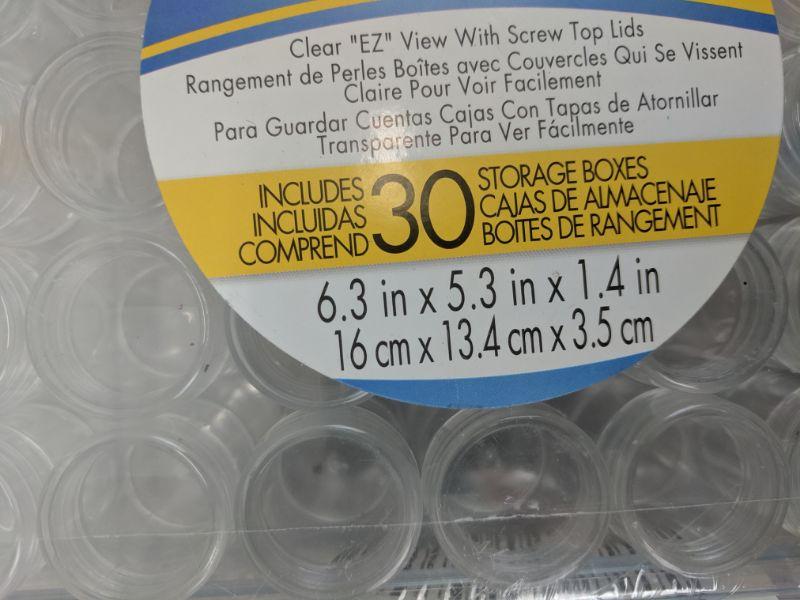 Clear "EZ" View With Screw Top Lids
Rangement de Perles Boîtes avec Couvercles Qui Se Vissent
Claire Pour Voir Facilement
Para Guardar Cuentas Cajas Con Tapas de Atornillar
Transparente Para Ver Fácilmente
INCLUDES
INCLUIDAS
COMPREND
30
STORAGE BOXES
CAJAS DE ALMACENAJE
BOITES DE RANGEMENT
6.3 in x 5.3 in x 1.4 in
16 cm x 13.4 cm x 3.5 cm